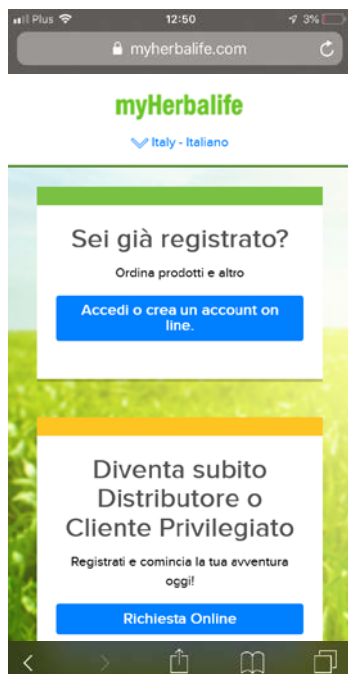 Plus 12:50 3%
myherbalife.com
myHerbalife
Italy - Italiano
Sei già registrato?
Ordina prodotti e altro
Accedi o crea un account on
line.
Diventa subito
Distributore o
Cliente Privilegiato
Registrati e comincia la tua avventura
oggi!
Richiesta Online